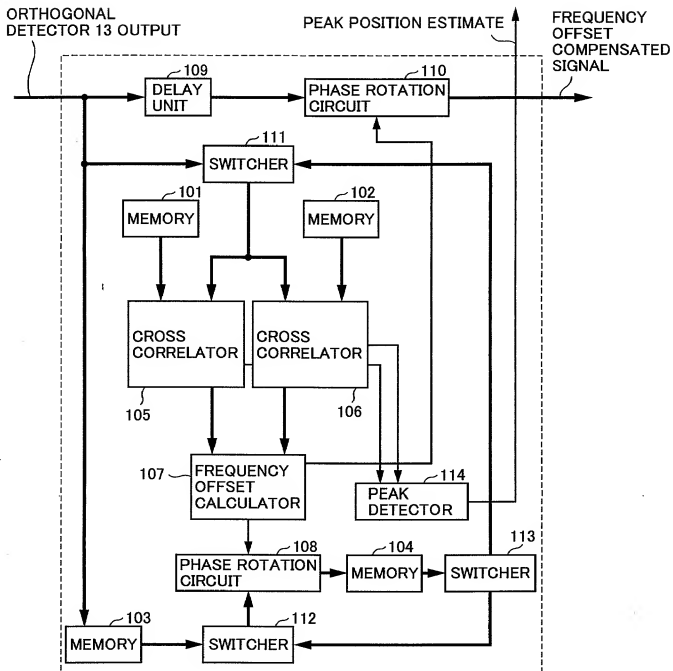 ORTHOGONAL
DETECTOR 13 OUTPUT
PEAK POSITION ESTIMATE
FREQUENCY
OFFSET
COMPENSATED
SIGNAL
109
DELAY
UNIT
110
PHASE ROTATION
CIRCUIT
111
SWITCHER
101
MEMORY
102
MEMORY
CROSS
CORRELATOR
105
CROSS
CORRELATOR
106
107
FREQUENCY
OFFSET
CALCULATOR
114
PEAK
DETECTOR
108
PHASE ROTATION
CIRCUIT
104
MEMORY
113
SWITCHER
103
MEMORY
112
SWITCHER